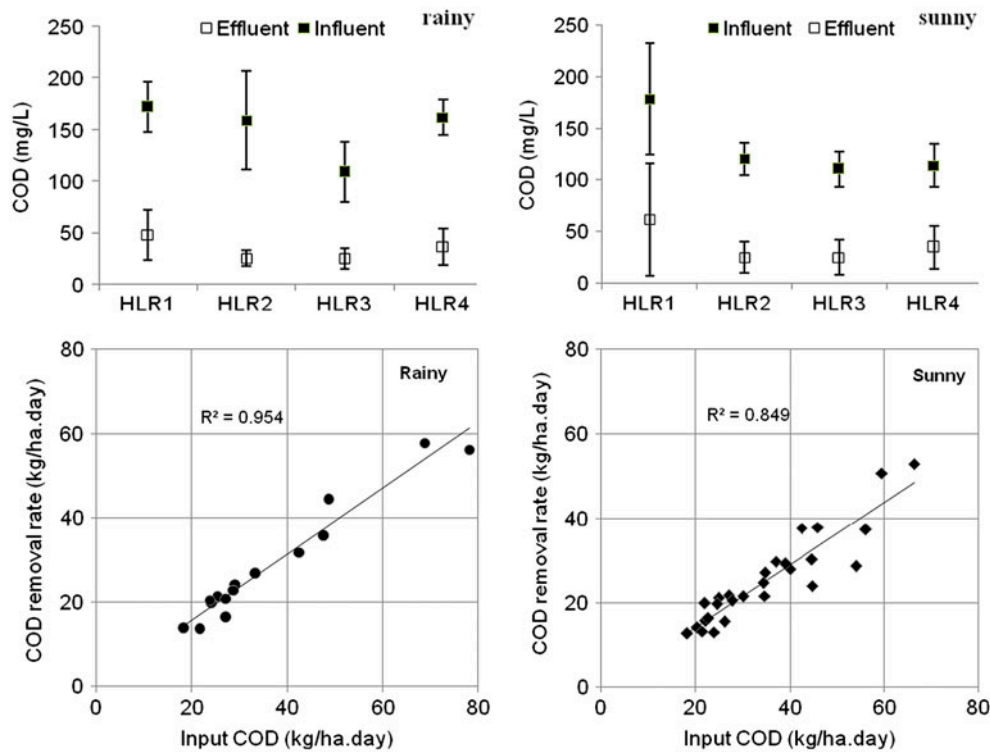 rainy
Effluent Influent
COD (mg/L)
250
200
150
100
50
0
HLR1 HLR2 HLR3 HLR4
sunny
Influent Effluent
COD (mg/L)
250
200
150
100
50
0
HLR1 HLR2 HLR3 HLR4
Rainy
R² = 0.954
COD removal rate (kg/ha.day)
80
60
40
20
0
0 20 40 60 80
Input COD (kg/ha.day)
Sunny
R² = 0.849
COD removal rate (kg/ha.day)
80
60
40
20
0
0 20 40 60 80
Input COD (kg/ha.day)